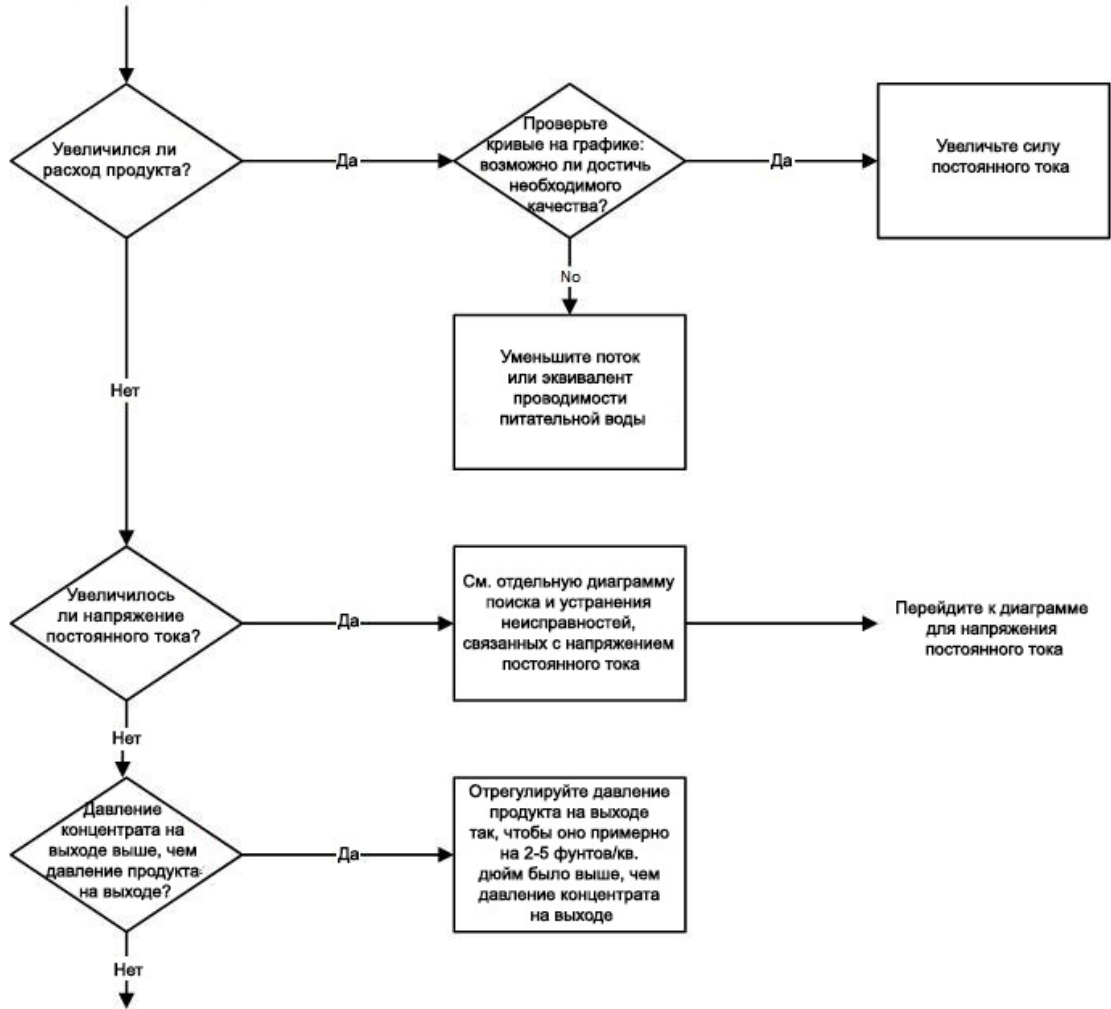 Увеличился ли
расход продукта?
Да
Проверьте
кривые на графике:
возможно ли достичь
необходимого
качества?
Да
Увеличьте силу
постоянного тока
No
Уменьшите поток
или эквивалент
проводимости
питательной воды
Нет
Увеличилось
ли напряжение
постоянного тока?
Да
См. отдельную диаграмму
поиска и устранения
неисправностей,
связанных с напряжением
постоянного тока
Перейдите к диаграмме
для напряжения
постоянного тока
Нет
Давление
концентрата на
выходе выше, чем
давление продукта
на выходе?
Да
Отрегулируйте давление
продукта на выходе
так, чтобы оно примерно
на 2-5 фунтов/кв.
дюйм было выше, чем
давление концентрата
на выходе
Нет